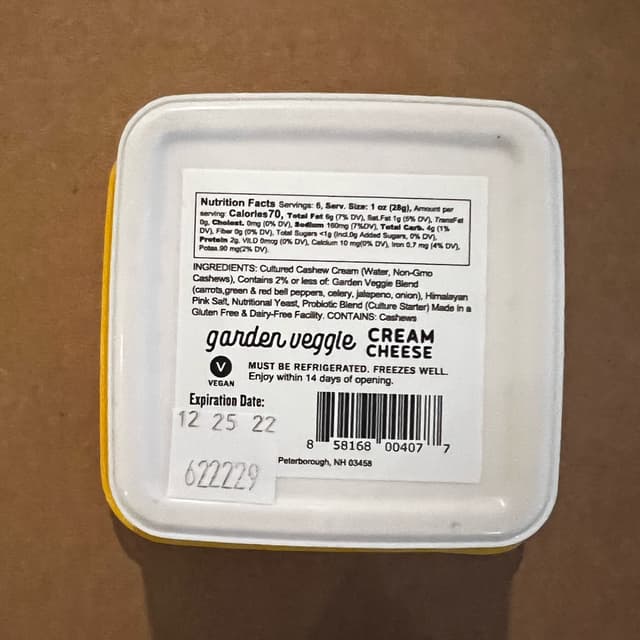 Nutrition Facts Servings: 6, Serv. Size: 1 oz (28g), Amount per
serving: Calories70, Total Fat 6g (7% DV), Sat.Fat 1g (5% DV), TransFat
0g, Cholest. 0mg (0% DV), Sodium 160mg (7%DV), Total Carb. 4g (1%
DV), Fiber 0g (0% DV), Total Sugars <1g (incl.0g Added Sugars, 0% DV),
Protein 2g. Vit.D 0mcg (0% DV), Calcium 10 mg(0% DV), Iron 0.7 mg (4% DV),
Potas.90 mg(2% DV).
INGREDIENTS: Cultured Cashew Cream (Water, Non-Gmo
Cashews), Contains 2% or less of: Garden Veggie Blend
(carrots,green & red bell peppers, celery, jalapeno, onion), Himalayan
Pink Salt, Nutritional Yeast, Probiotic Blend (Culture Starter) Made in a
Gluten Free & Dairy-Free Facility. CONTAINS: Cashews
garden veggie CREAM CHEESE
V
VEGAN
MUST BE REFRIGERATED. FREEZES WELL.
Enjoy within 14 days of opening.
Expiration Date:
12 25 22
622229
8 58168 00407 7
Peterborough, NH 03458